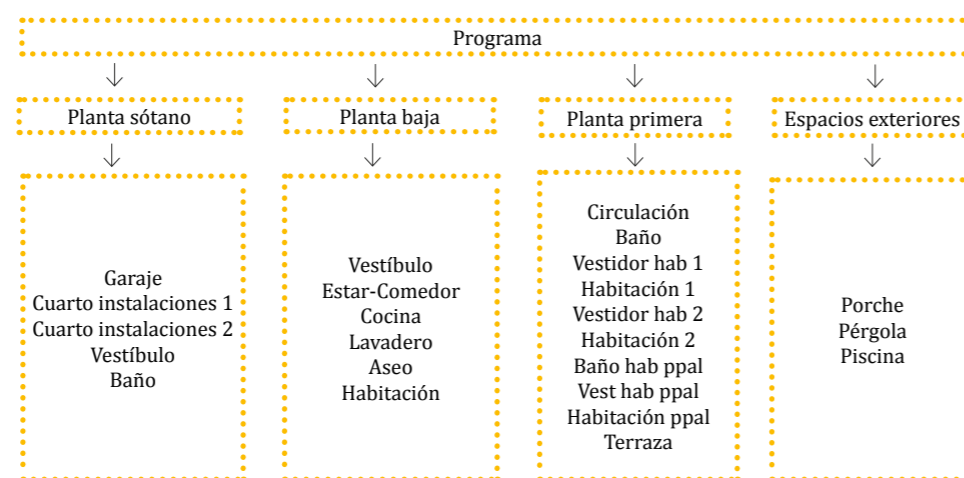 Programa
Planta sótano
Planta baja
Planta primera
Espacios exteriores
Garaje
Cuarto instalaciones 1
Cuarto instalaciones 2
Vestíbulo
Baño
Vestíbulo
Estar-Comedor
Cocina
Lavadero
Aseo
Habitación
Circulación
Baño
Vestidor hab 1
Habitación 1
Vestidor hab 2
Habitación 2
Baño hab ppal
Vest hab ppal
Habitación ppal
Terraza
Porche
Pérgola
Piscina